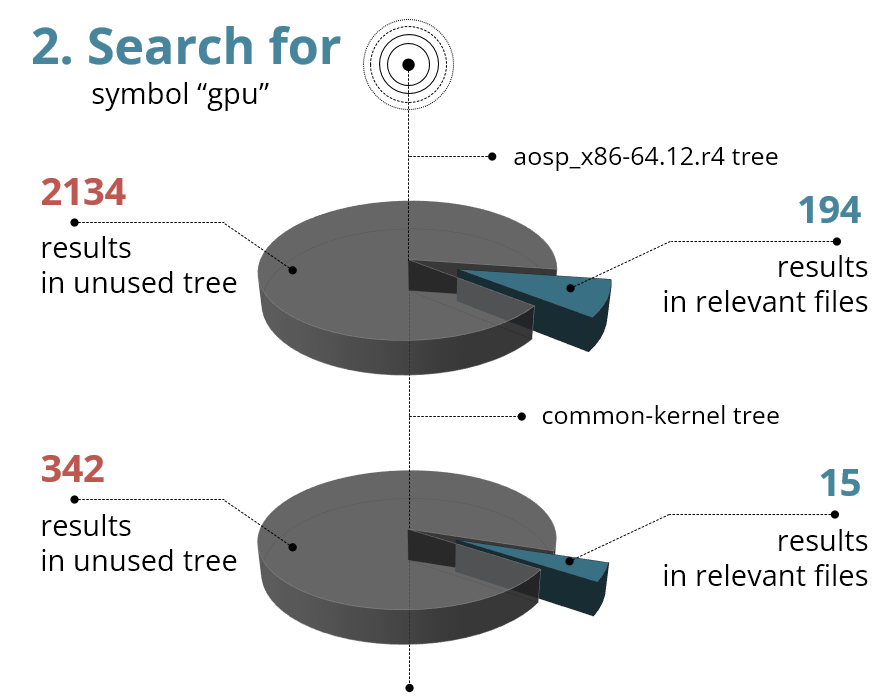 2. Search for
symbol “gpu”
aosp_x86-64.12.r4 tree
2134
results
in unused tree
194
results
in relevant files
common-kernel tree
342
results
in unused tree
15
results
in relevant files